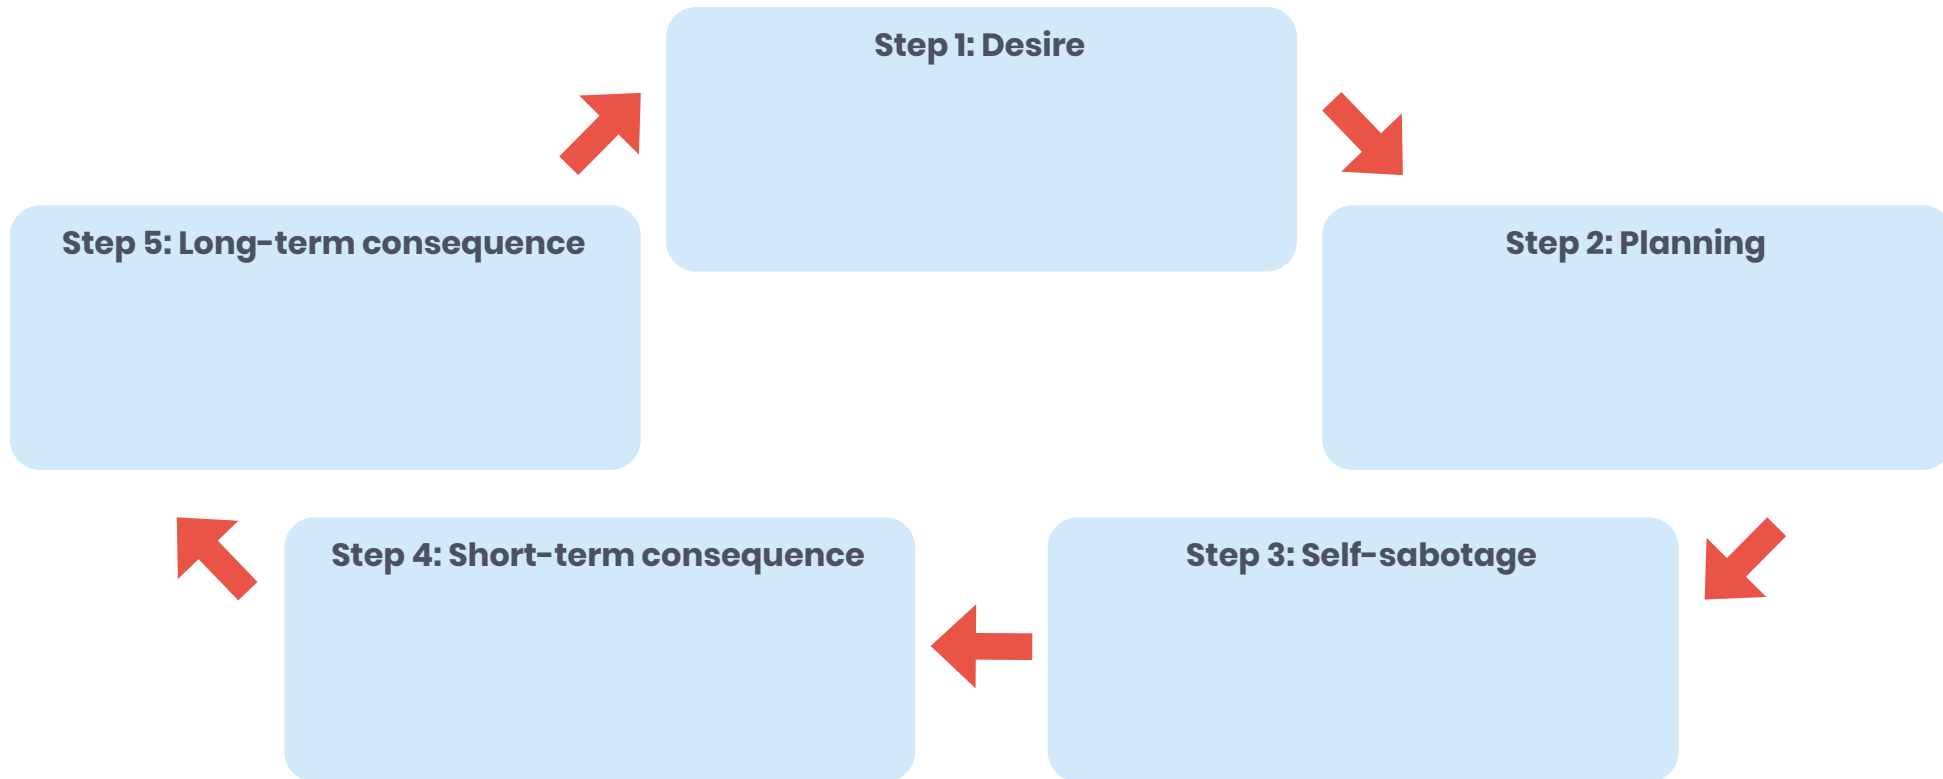 Step 1: Desire
Step 2: Planning
Step 3: Self-sabotage
Step 4: Short-term consequence
Step 5: Long-term consequence